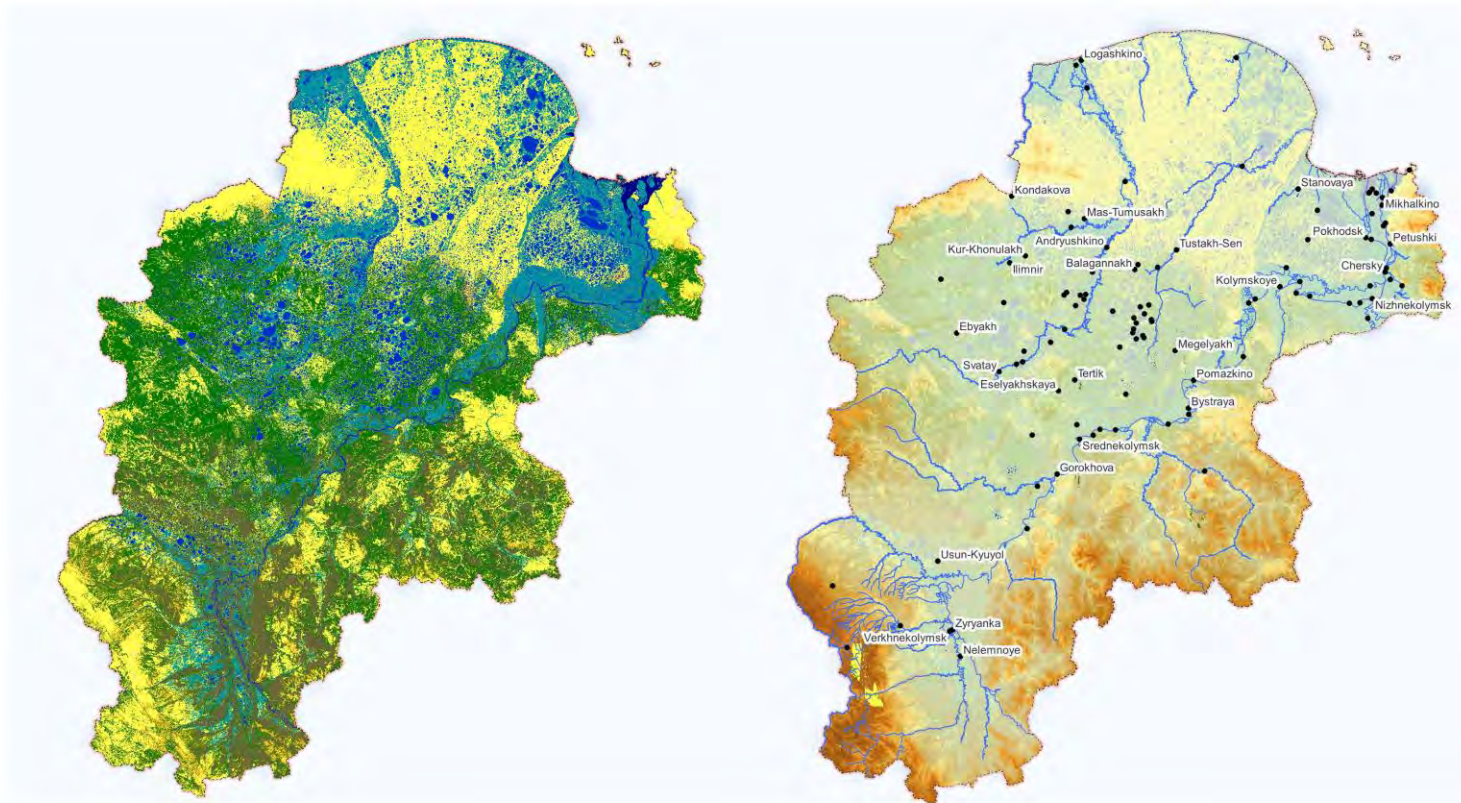 Logashkino
Kondakova
Stanovaya
Mikhalkino
Mas-Tumusakh
Pokhodsk
Petushki
Andryushkino
Tustakh-Sen
Kur-Khonulakh
Ilimnir
Balagannakh
Chersky
Kolymskoye
Nizhnekolymsk
Ebyakh
Megelyakh
Svatay
Pomazkino
Tertik
Eselyakhskaya
Bystraya
Srednekolymsk
Gorokhova
Usun-Kyuyol
Zyryanka
Verkhnekolymsk
Nelemnoye